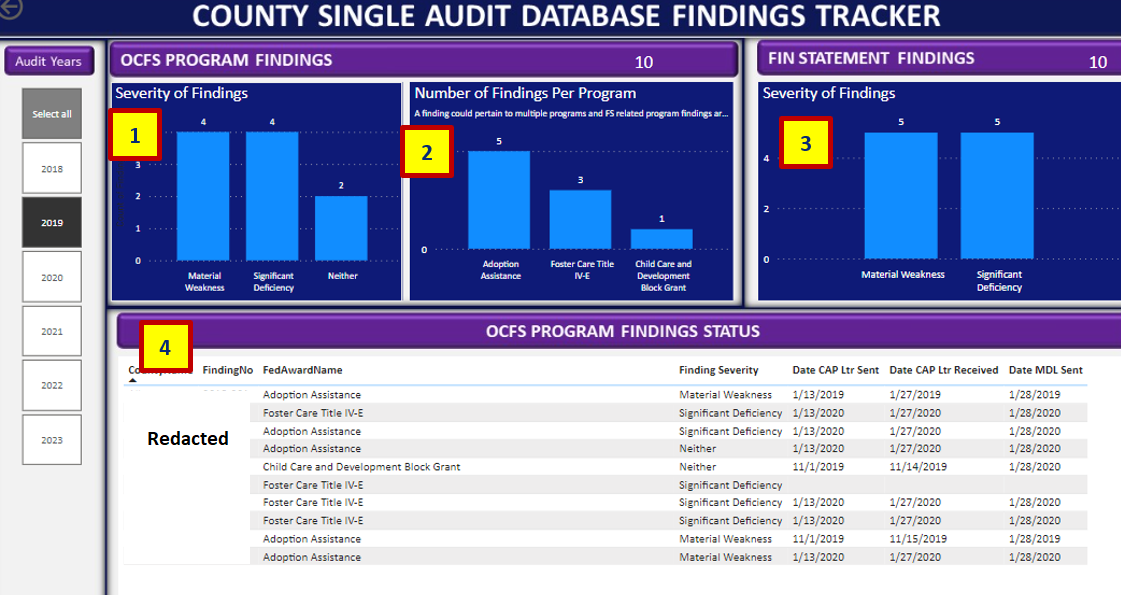 COUNTY SINGLE AUDIT DATABASE FINDINGS TRACKER
Audit Years
Select all
2018
2019
2020
2021
2022
2023
OCFS PROGRAM FINDINGS 10
Severity of Findings
1
4 4 2
3
2
1
0
Material Weakness
Significant Deficiency
Neither
Number of Findings Per Program
A finding could pertain to multiple programs and FS related program findings ar...
2
5 3 1
0
Adoption Assistance
Foster Care Title IV-E
Child Care and Development Block Grant
FIN STATEMENT FINDINGS 10
Severity of Findings
3
5 5
4
2
0
Material Weakness
Significant Deficiency
OCFS PROGRAM FINDINGS STATUS
4
FindingNo FedAwardName Finding Severity Date CAP Ltr Sent Date CAP Ltr Received Date MDL Sent
Adoption Assistance Material Weakness 1/13/2019 1/27/2019 1/28/2019
Foster Care Title IV-E Significant Deficiency 1/13/2020 1/27/2020 1/28/2020
Adoption Assistance Significant Deficiency 1/13/2020 1/27/2020 1/28/2020
Redacted
Adoption Assistance Neither 1/13/2020 1/27/2020 1/28/2020
Child Care and Development Block Grant Neither 11/1/2019 11/14/2019 1/28/2020
Foster Care Title IV-E Significant Deficiency
Foster Care Title IV-E Significant Deficiency 1/13/2020 1/27/2020 1/28/2020
Foster Care Title IV-E Significant Deficiency 1/13/2020 1/27/2020 1/28/2020
Adoption Assistance Material Weakness 11/1/2019 11/15/2019 1/28/2019
Adoption Assistance Material Weakness 1/13/2020 1/27/2020 1/28/2020